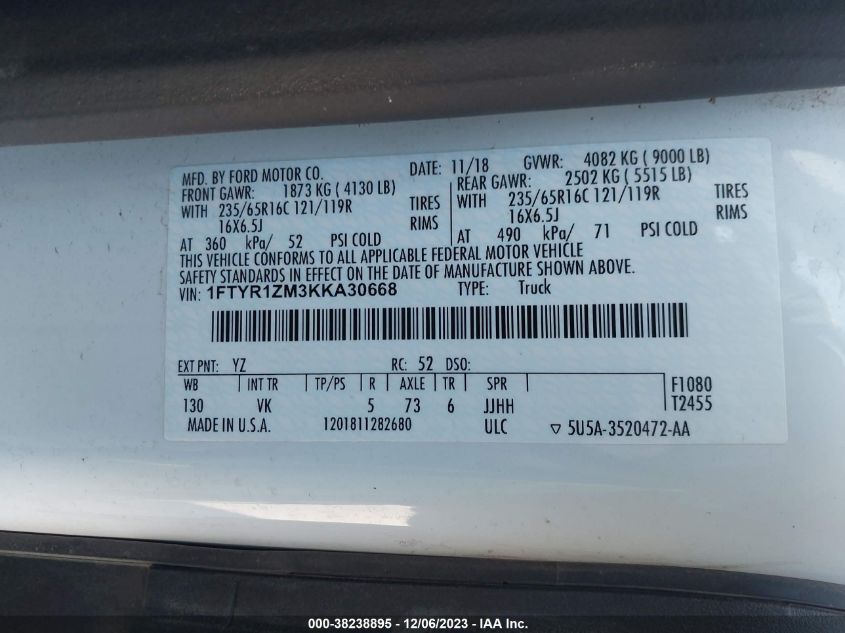 MFD. BY FORD MOTOR CO. DATE: 11/18 GVWR: 4082 KG ( 9000 LB)
FRONT GAWR: 1873 KG ( 4130 LB) REAR GAWR: 2502 KG ( 5515 LB)
WITH 235/65R16C 121/119R TIRES WITH 235/65R16C 121/119R TIRES
16X6.5J RIMS 16X6.5J RIMS
AT 360 kPa/ 52 PSI COLD AT 490 kPa/ 71 PSI COLD
THIS VEHICLE CONFORMS TO ALL APPLICABLE FEDERAL MOTOR VEHICLE
SAFETY STANDARDS IN EFFECT ON THE DATE OF MANUFACTURE SHOWN ABOVE.
VIN: 1FTYR1ZM3KKA30668 TYPE: Truck
EXT PNT: YZ RC: 52 DSO:
WB INT TR TP/PS R AXLE TR SPR F1080
130 VK 5 73 6 JJHH T2455
MADE IN U.S.A. 1201811282680 ULC ▽ 5U5A-3520472-AA
000-38238895 - 12/06/2023 - IAA Inc.